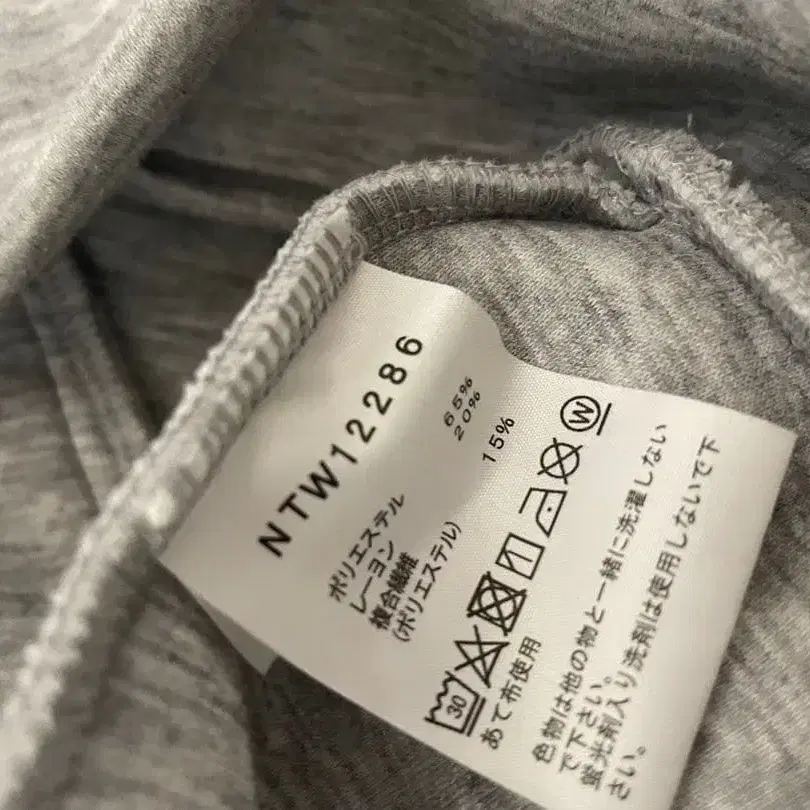 NTW12286
ポリエステル 65%
レーヨン 20%
複合繊維
(ポリエステル) 15%
30
W
あて布使用
色物は他の物と一緒に洗濯しない
で下さい。
蛍光剤入り洗剤は使用しないで下
さい。